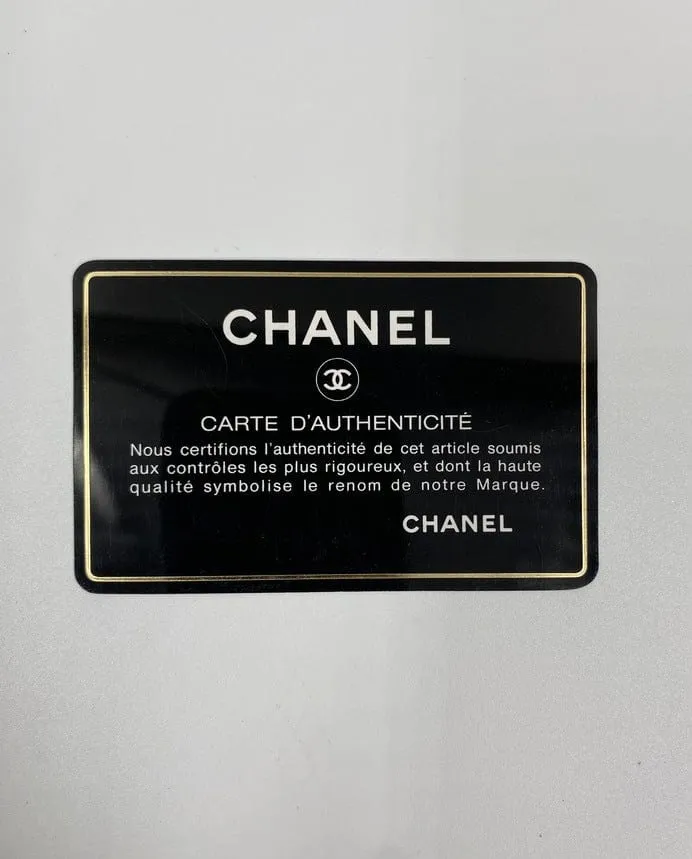 CHANEL
CARTE D'AUTHENTICITÉ
Nous certifions l'authenticité de cet article soumis
aux contrôles les plus rigoureux, et dont la haute
qualité symbolise le renom de notre Marque.
CHANEL